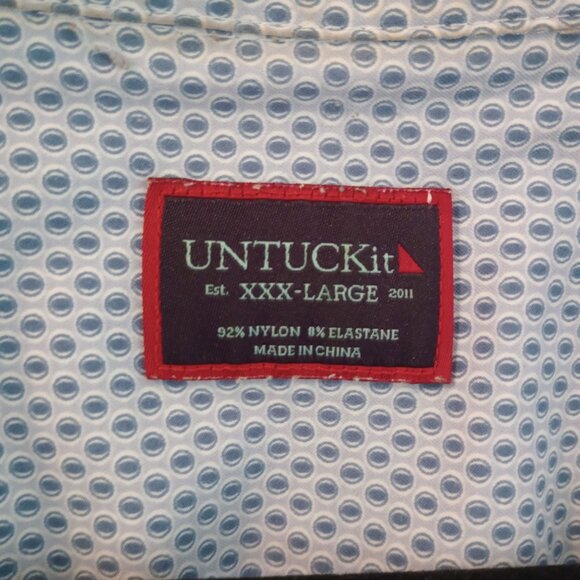 UNTUCKit
Est. XXX-LARGE 2011
92% NYLON 8% ELASTANE
MADE IN CHINA